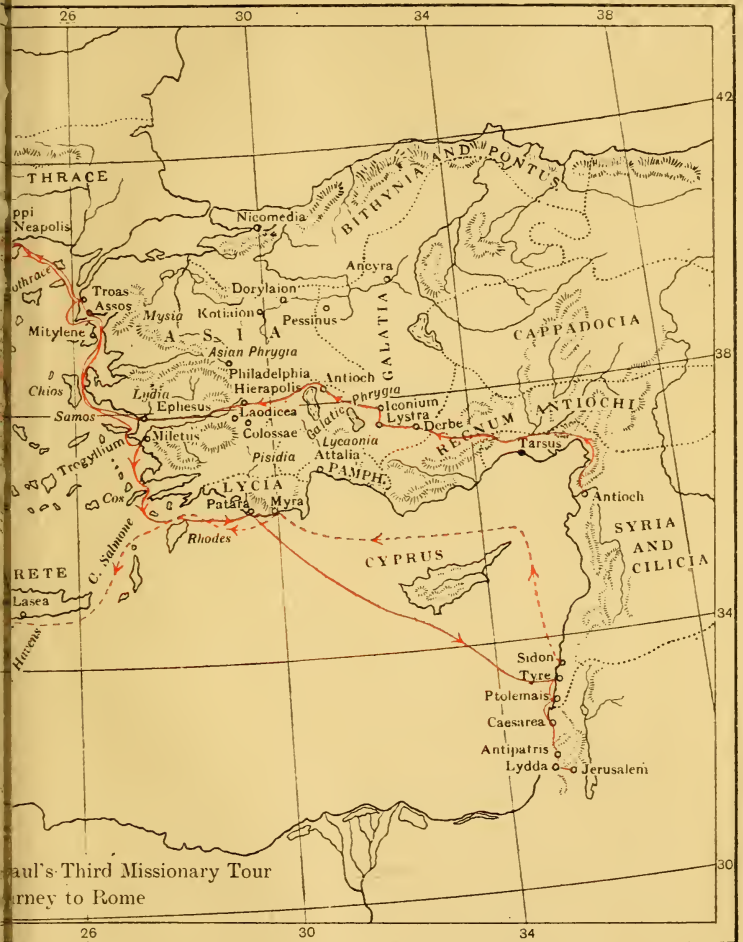 26 30 34 38
42
THRACE
BITHYNIA AND PONTUS
ppi
Neapolis
Nicomedia
othrace
Ancyra
Troas
Assos
Dorylaion
Mysia
Kotiaion
Pessinus
GALATIA
Mitylene
A-S-I-A
CAPPADOCIA
Asian Phrygia
38
Philadelphia
Chios
Lydia
Hierapolis
Antioch
Phrygia
Galatic
Iconium
Ephesus
Laodicea
Lystra
REGNUM ANTIOCHI
Samos
Derbe
Miletus
Colossae
Lycaonia
Tarsus
Trogyllium
Pisidia
Attalia
PAMPH.
Antioch
LYCIA
Cos
Patara
Myra
SYRIA
AND
CILICIA
C. Salmone
Rhodes
CYPRUS
RETE
Lasea
34
Havens
Sidon
Tyre
Ptolemais
Caesarea
Antipatris
Lydda
Jerusalem
aul's Third Missionary Tour
urney to Rome
30
26 30 34